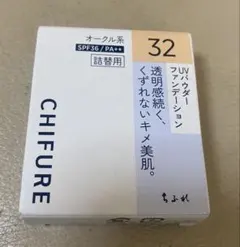 オークル系
SPF36/PA++
詰替用
CHIFURE
32
UVパウダー
ファンデーション
透明感続く、
くずれないキメ美肌。
ちふれ